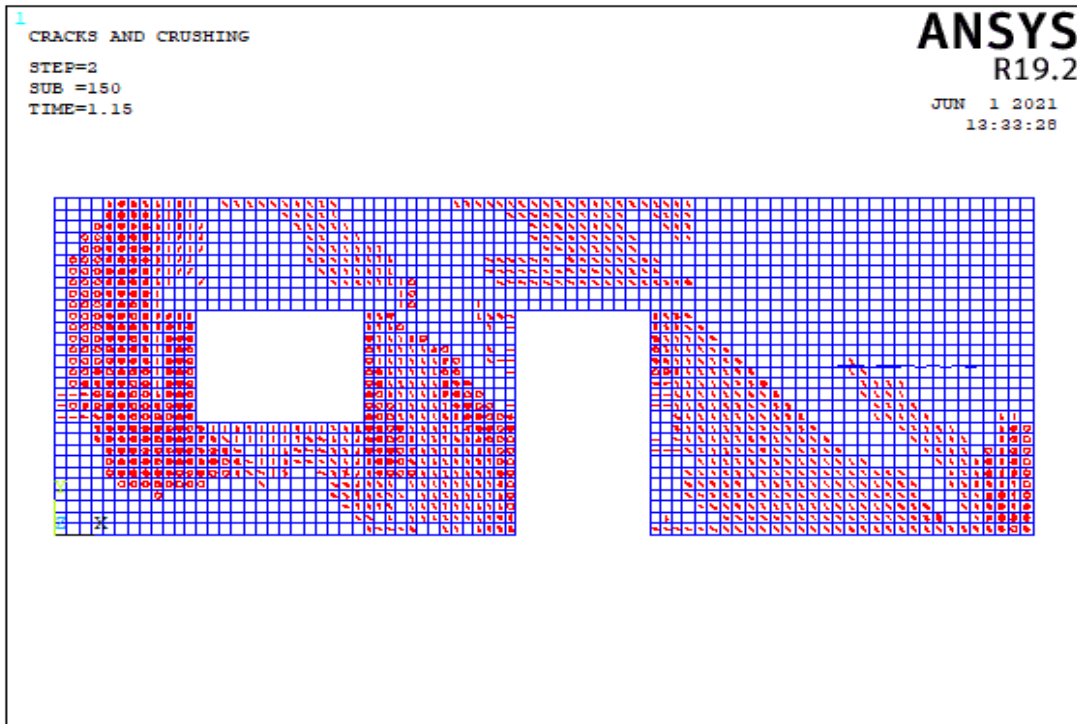 1
CRACKS AND CRUSHING
STEP=2
SUB =150
TIME=1.15
ANSYS
R19.2
JUN  1 2021
13:33:28
Y
Z X